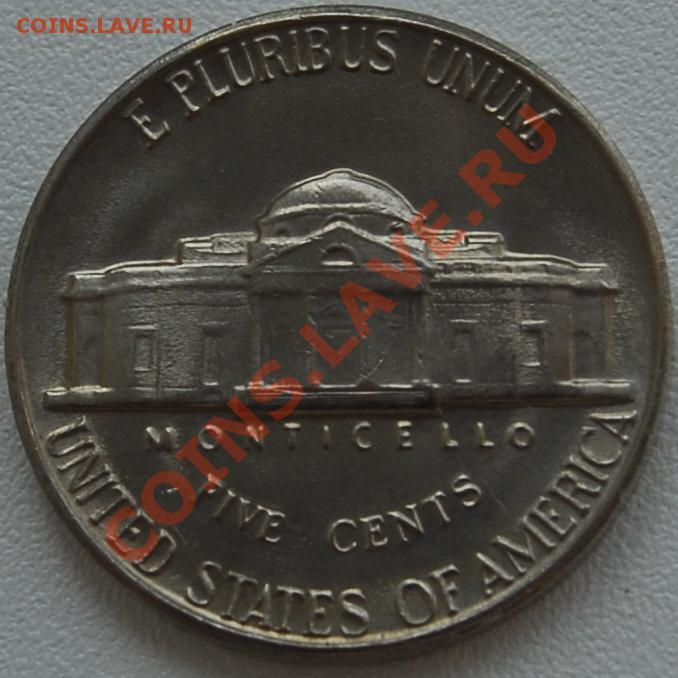 COINS.LAVE.RU
E PLURIBUS UNUM
MONTICELLO
FIVE CENTS
UNITED STATES OF AMERICA
COINS.LAVE.RU